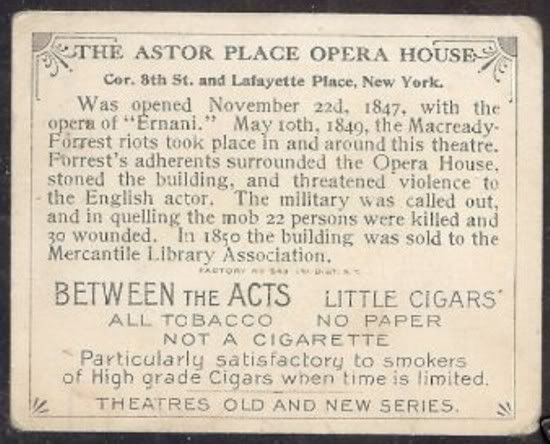 THE ASTOR PLACE OPERA HOUSE
Cor. 8th St. and Lafayette Place, New York.
Was opened November 22d, 1847, with the
opera of "Ernani." May 10th, 1849, the Macready-
Forrest riots took place in and around this theatre.
Forrest's adherents surrounded the Opera House,
stoned the building, and threatened violence to
the English actor. The military was called out,
and in quelling the mob 22 persons were killed and
30 wounded. In 1850 the building was sold to the
Mercantile Library Association.
FACTORY NO 543 DIST. N.Y.
BETWEEN THE ACTS LITTLE CIGARS
ALL TOBACCO NO PAPER
NOT A CIGARETTE
Particularly satisfactory to smokers
of High grade Cigars when time is limited.
THEATRES OLD AND NEW SERIES.